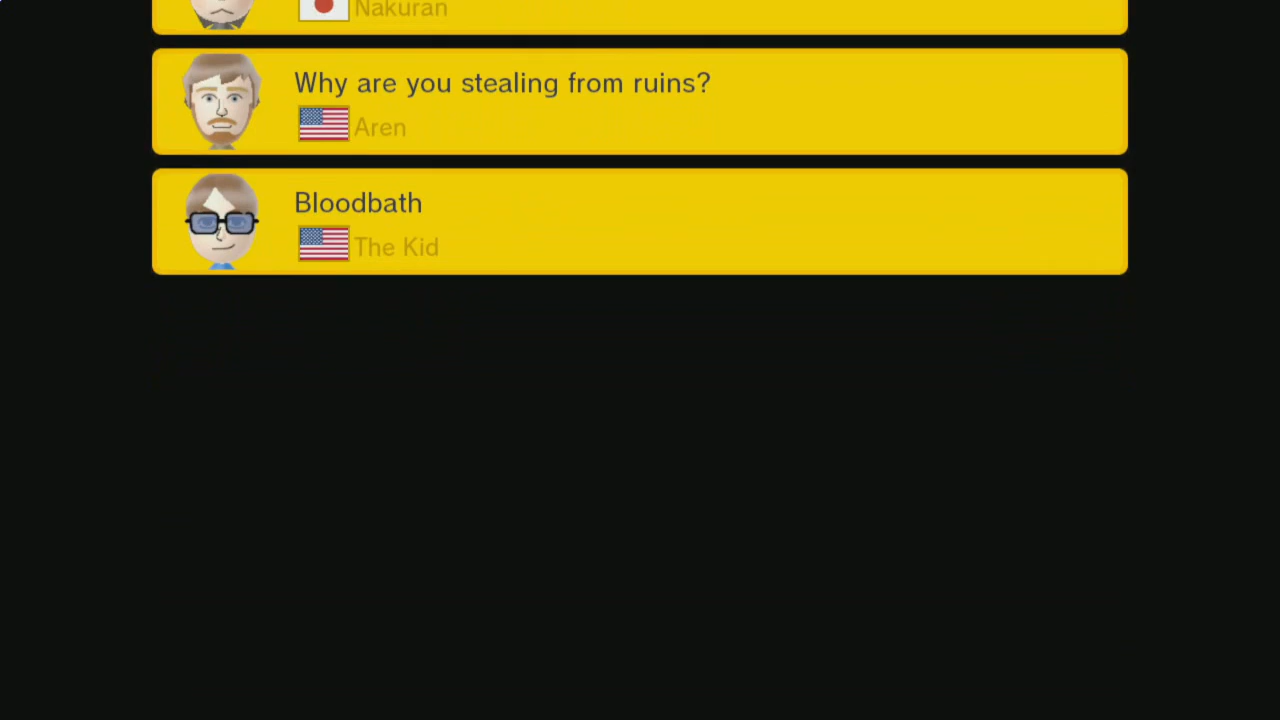 Nakuran
Why are you stealing from ruins?
Aren
Bloodbath
The Kid